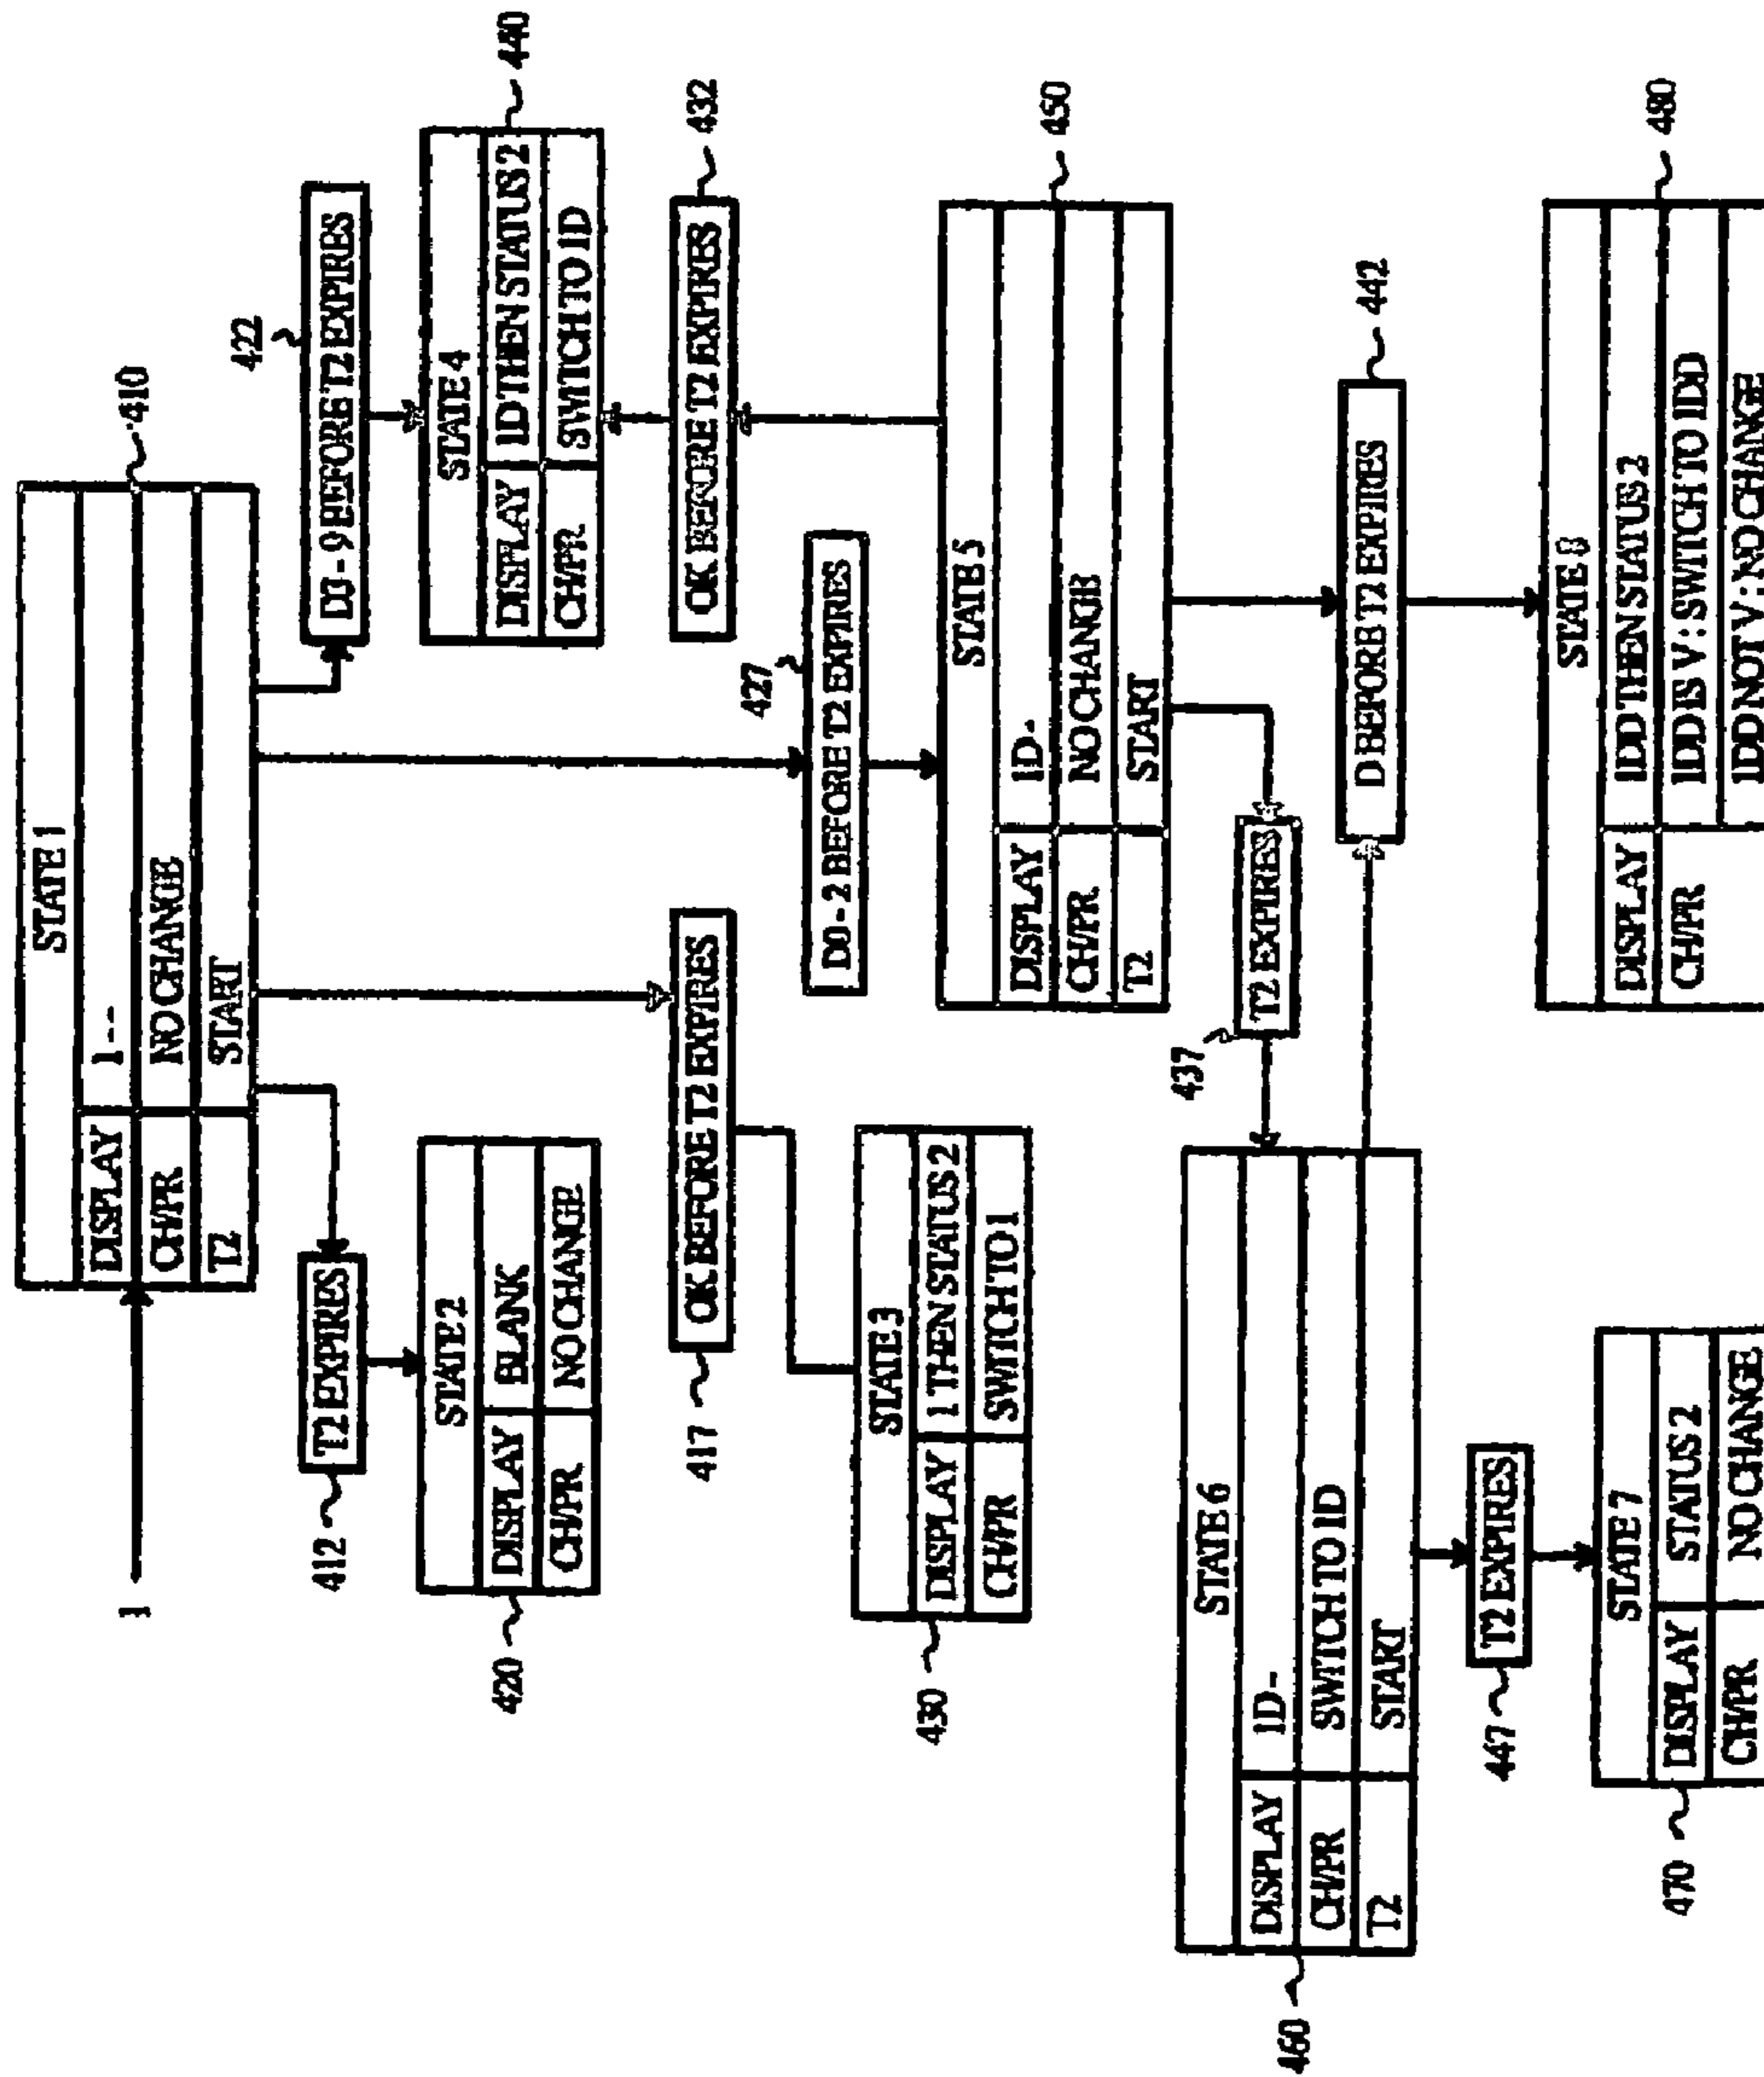 1
STATE 1
DISPLAY 1--
CH/PR NO CHANGE
T2 START
410
412
T2 EXPIRES
422
D3 - 9 BEFORE T2 EXPIRES
420
STATE 2
DISPLAY BLANK
CH/PR NO CHANGE
STATE 4
DISPLAY 1D THEN STATUS 2
CH/PR SWITCH TO 1D
440
417
OK BEFORE T2 EXPIRES
OK BEFORE T2 EXPIRES
432
427
D0 - 2 BEFORE T2 EXPIRES
430
STATE 3
DISPLAY 1 THEN STATUS 2
CH/PR SWITCH TO 1
STATE 5
DISPLAY 1D-
CH/PR NO CHANGE
T2 START
450
437
T2 EXPIRES
460
STATE 6
DISPLAY 1D-
CH/PR SWITCH TO 1D
T2 START
D BEFORE T2 EXPIRES
442
447
T2 EXPIRES
470
STATE 7
DISPLAY STATUS 2
CH/PR NO CHANGE
STATE 8
DISPLAY 1DD THEN STATUS 2
CH/PR 1DD IS V : SWITCH TO 1DD
1DD NOT V : NO CHANGE
480